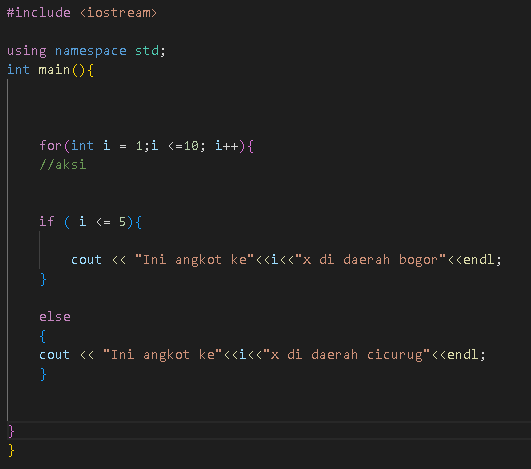 #include <iostream>
using namespace std;
int main(){
for(int i = 1;i <=10; i++){
//aksi
if ( i <= 5){
cout << "Ini angkot ke"<<i<<"x di daerah bogor"<<endl;
}
else
{
cout << "Ini angkot ke"<<i<<"x di daerah cicurug"<<endl;
}
}
}